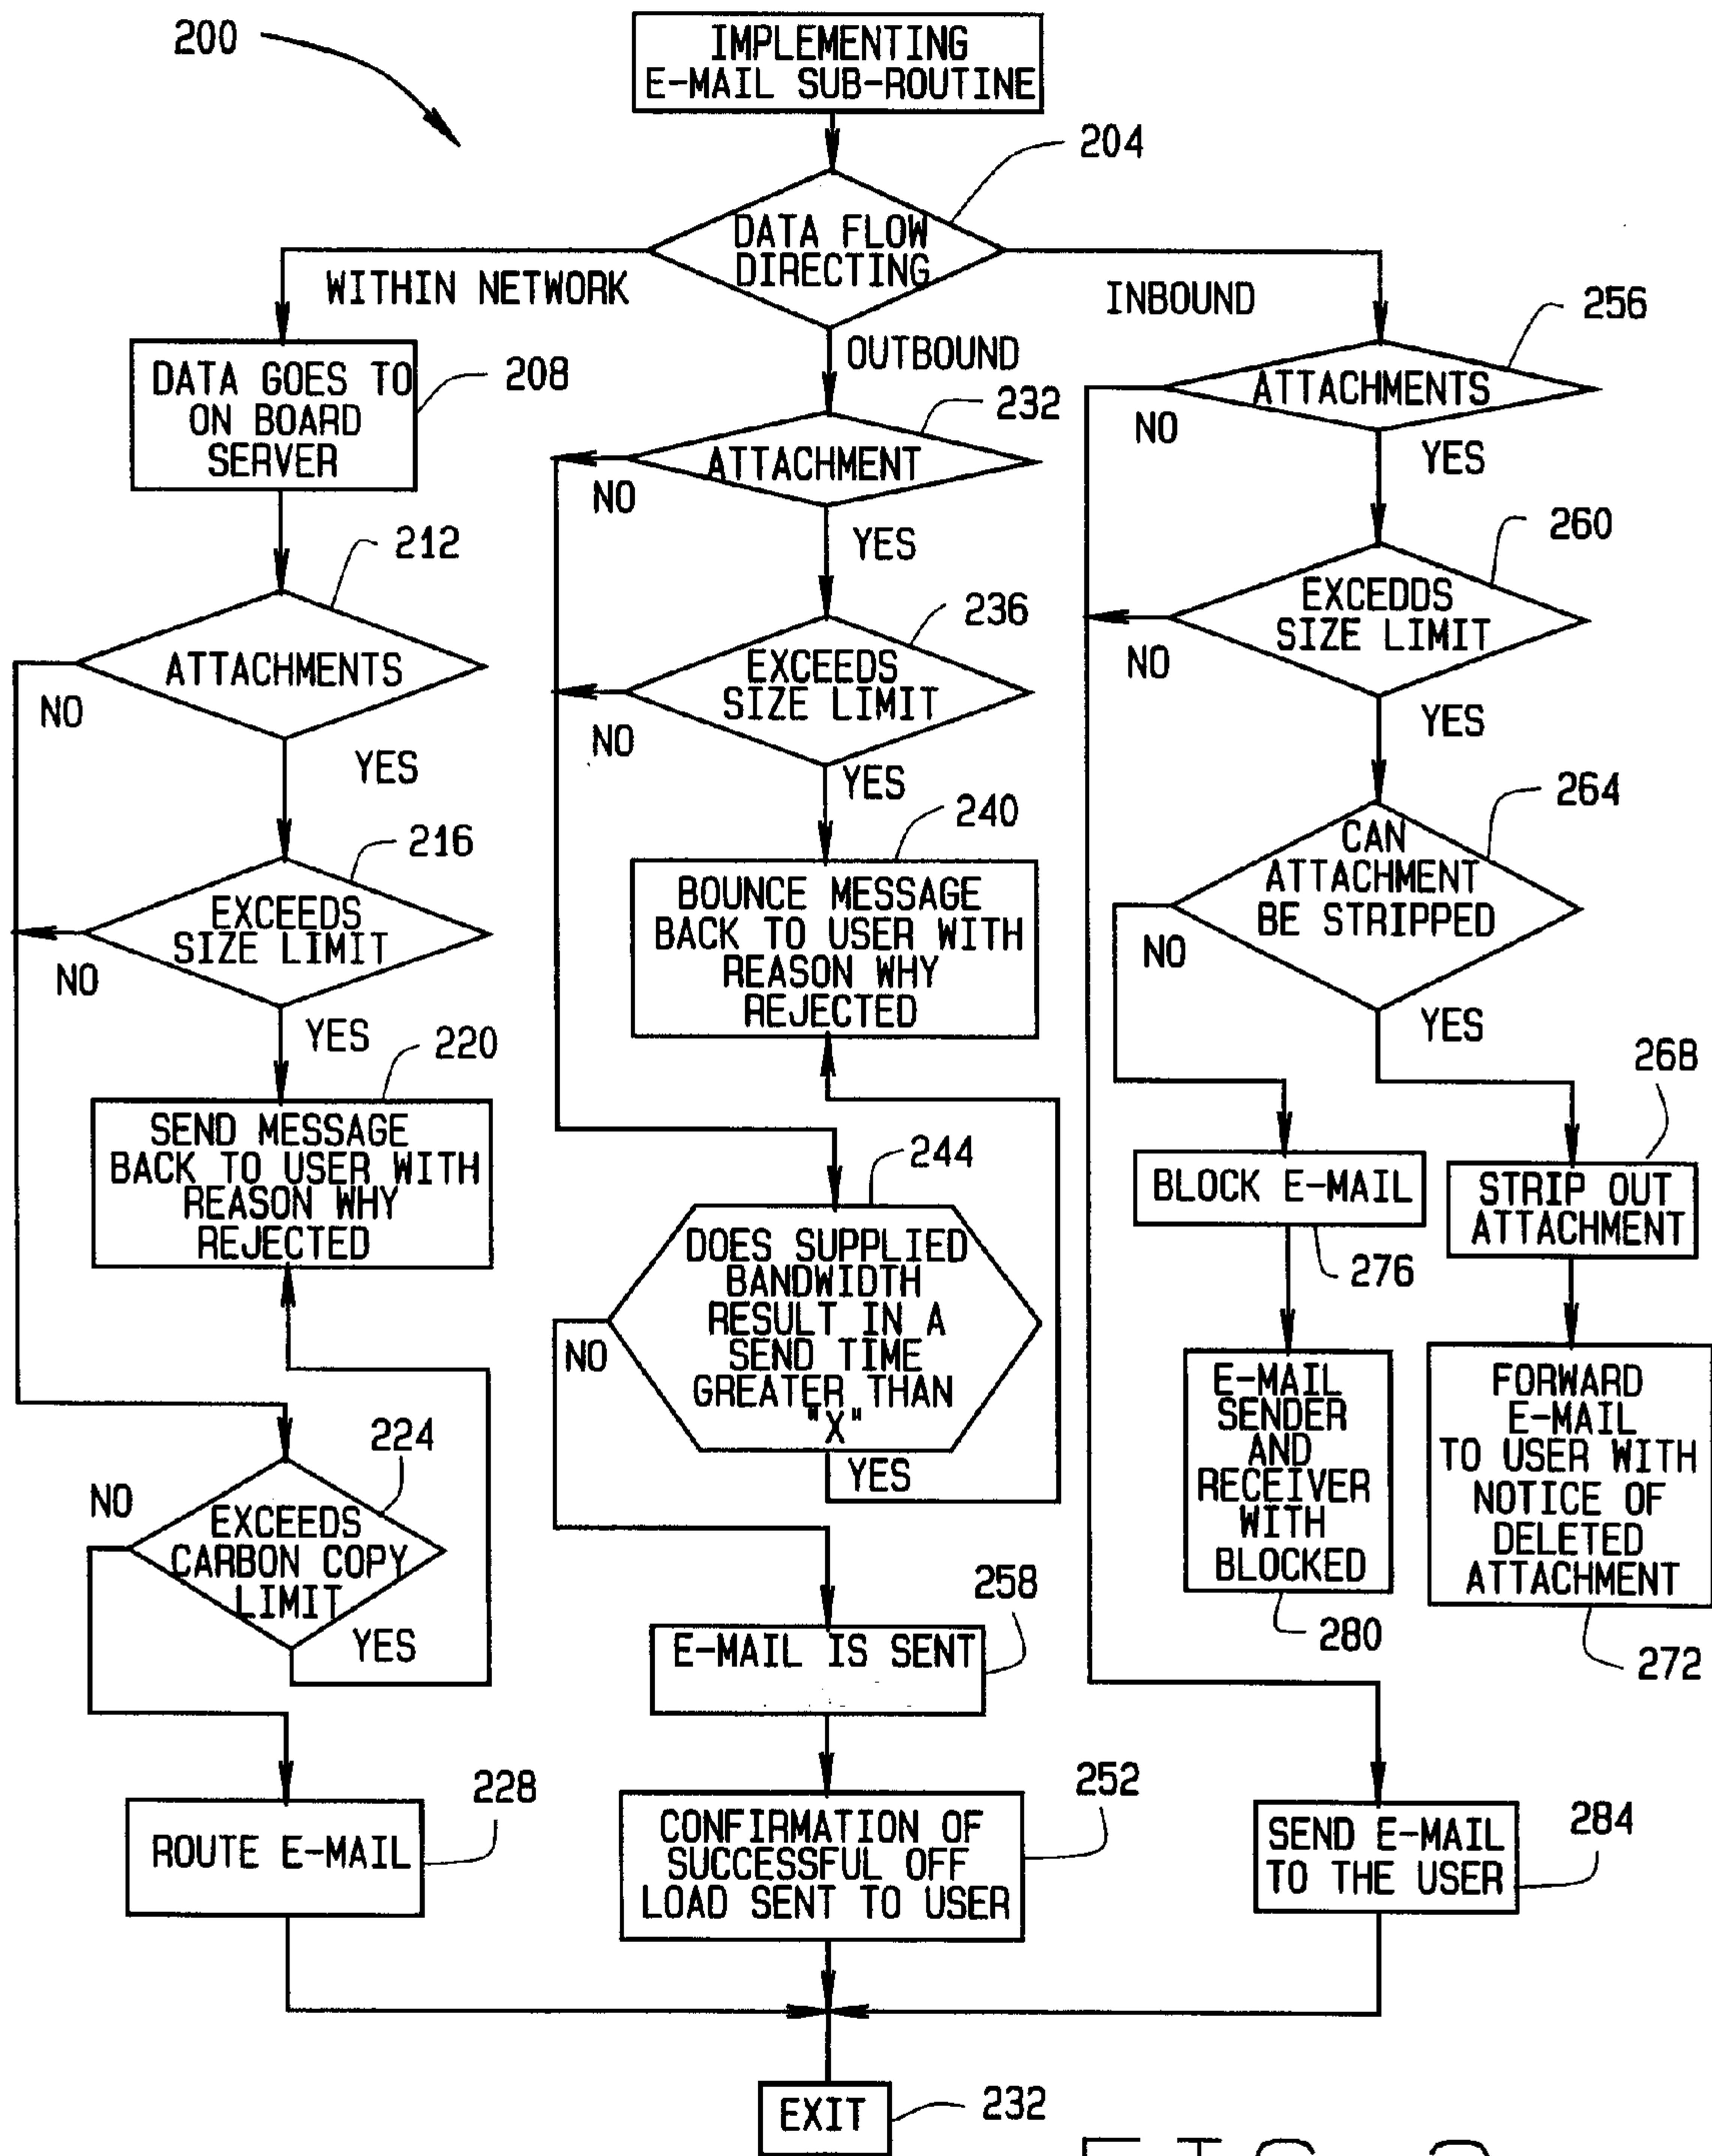 200
IMPLEMENTING
E-MAIL SUB-ROUTINE
204
DATA FLOW
DIRECTING
WITHIN NETWORK
OUTBOUND
INBOUND
DATA GOES TO
ON BOARD
SERVER
208
212
ATTACHMENTS
NO
YES
216
EXCEEDS
SIZE LIMIT
NO
YES
220
SEND MESSAGE
BACK TO USER WITH
REASON WHY
REJECTED
224
NO
EXCEEDS
CARBON COPY
LIMIT
YES
228
ROUTE E-MAIL
232
ATTACHMENT
NO
YES
236
EXCEEDS
SIZE LIMIT
NO
YES
240
BOUNCE MESSAGE
BACK TO USER WITH
REASON WHY
REJECTED
244
DOES SUPPLIED
BANDWIDTH
RESULT IN A
SEND TIME
GREATER THAN
"X"
NO
YES
258
E-MAIL IS SENT
252
CONFIRMATION OF
SUCCESSFUL OFF
LOAD SENT TO USER
256
ATTACHMENTS
NO
YES
260
EXCEDDS
SIZE LIMIT
NO
YES
264
CAN
ATTACHMENT
BE STRIPPED
NO
YES
268
BLOCK E-MAIL
276
STRIP OUT
ATTACHMENT
E-MAIL
SENDER
AND
RECEIVER
WITH
BLOCKED
280
FORWARD
E-MAIL
TO USER WITH
NOTICE OF
DELETED
ATTACHMENT
272
SEND E-MAIL
TO THE USER
284
EXIT
232